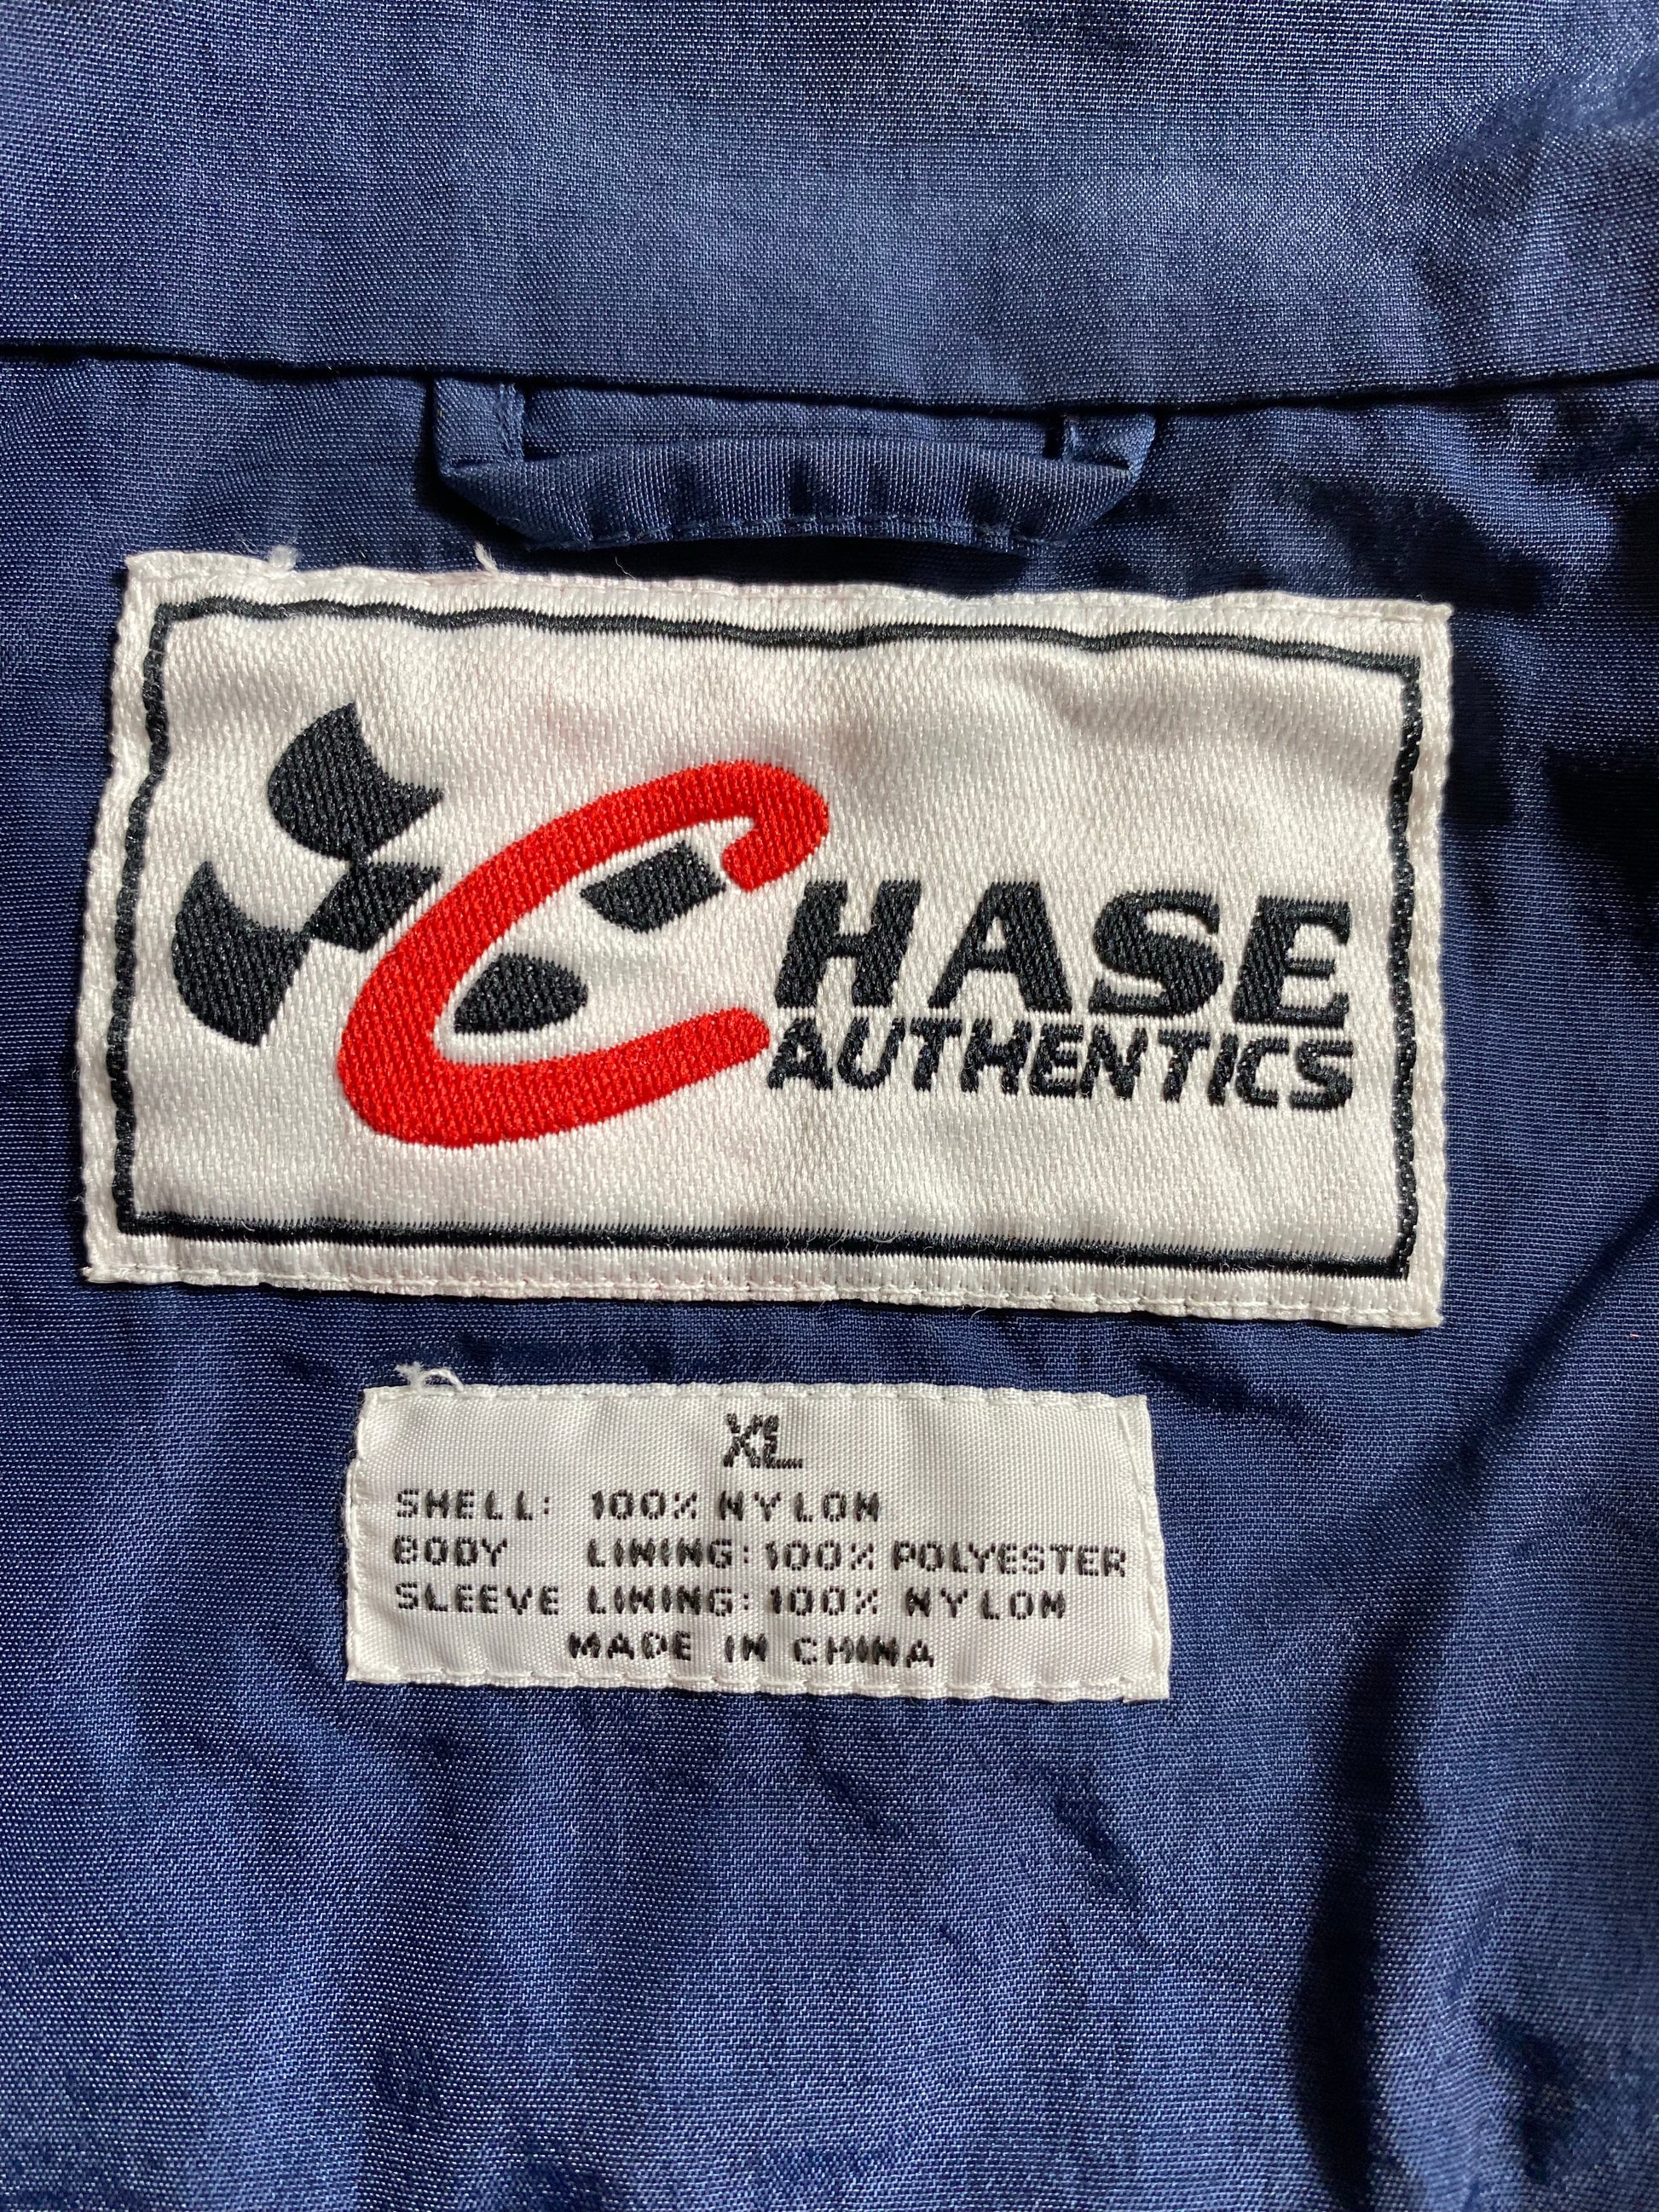 CHASE
AUTHENTICS
XL
SHELL: 100% NYLON
BODY LINING: 100% POLYESTER
SLEEVE LINING: 100% NYLON
MADE IN CHINA